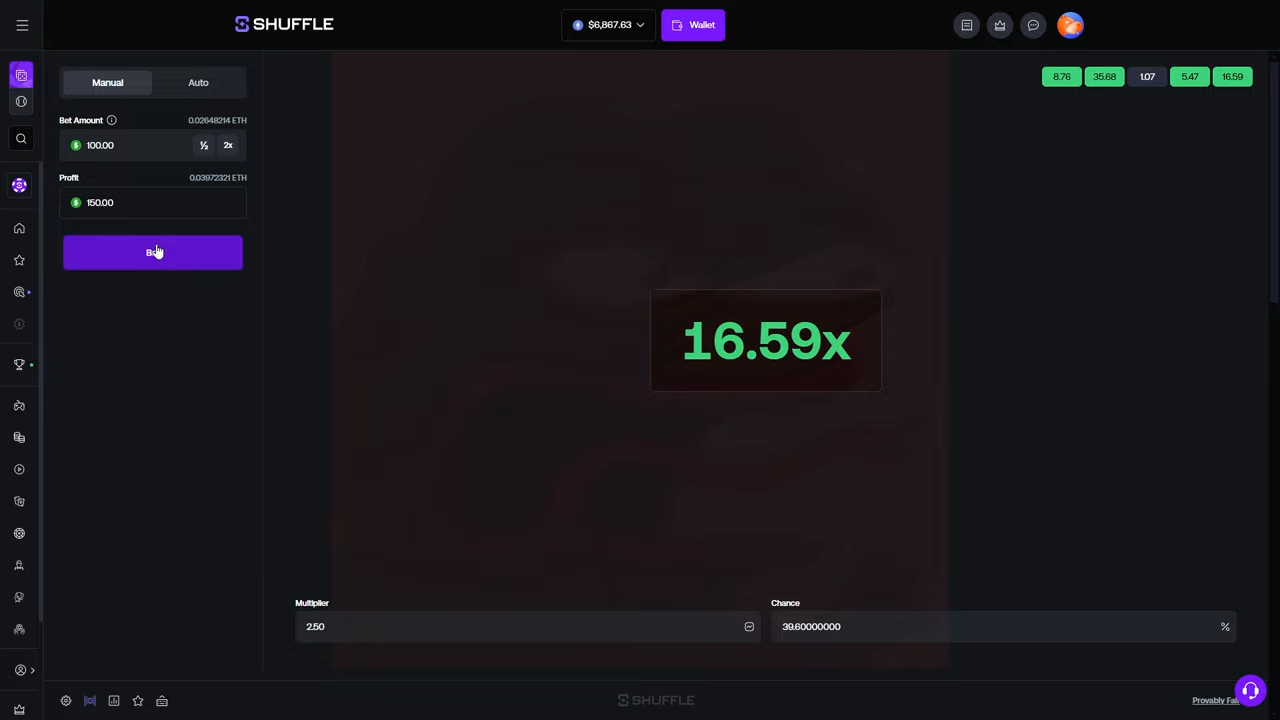 SHUFFLE
$6,867.63
Wallet
Manual
Auto
8.76
35.68
1.07
5.47
16.59
Bet Amount
0.02648214 ETH
100.00
½
2x
Profit
0.03972321 ETH
150.00
16.59x
Multiplier
Chance
2.50
39.60000000
%
SHUFFLE